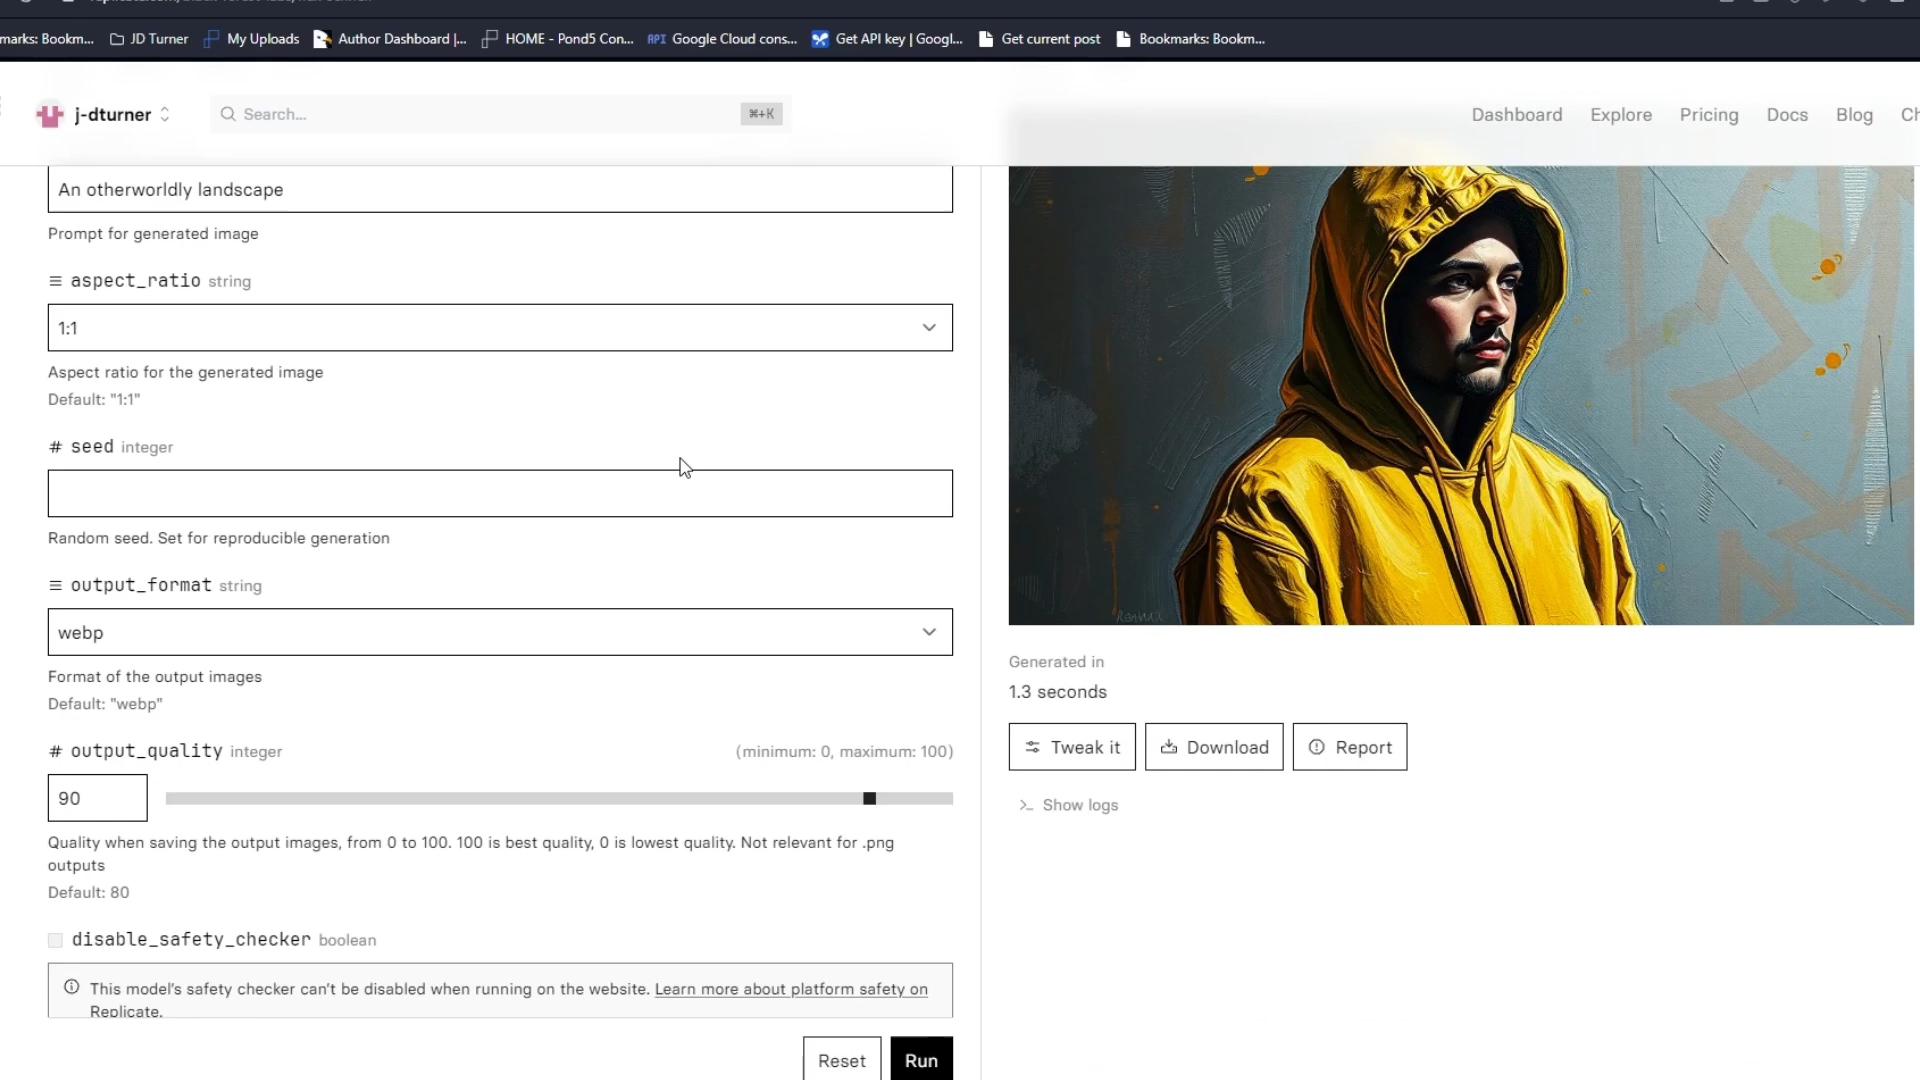 marks: Bookm...
JD Turner
My Uploads
Author Dashboard |...
HOME - Pond5 Con...
API Google Cloud cons...
Get API key | Googl...
Get current post
Bookmarks: Bookm...
j-dturner
Search...
⌘+K
Dashboard
Explore
Pricing
Docs
Blog
Ch
An otherworldly landscape
Prompt for generated image
aspect_ratio string
1:1
Aspect ratio for the generated image
Default: "1:1"
# seed integer
Random seed. Set for reproducible generation
output_format string
webp
Format of the output images
Default: "webp"
# output_quality integer
(minimum: 0, maximum: 100)
90
Quality when saving the output images, from 0 to 100. 100 is best quality, 0 is lowest quality. Not relevant for .png
outputs
Default: 80
disable_safety_checker boolean
This model's safety checker can't be disabled when running on the website. Learn more about platform safety on
Replicate.
Reset
Run
Generated in
1.3 seconds
Tweak it
Download
Report
>_ Show logs